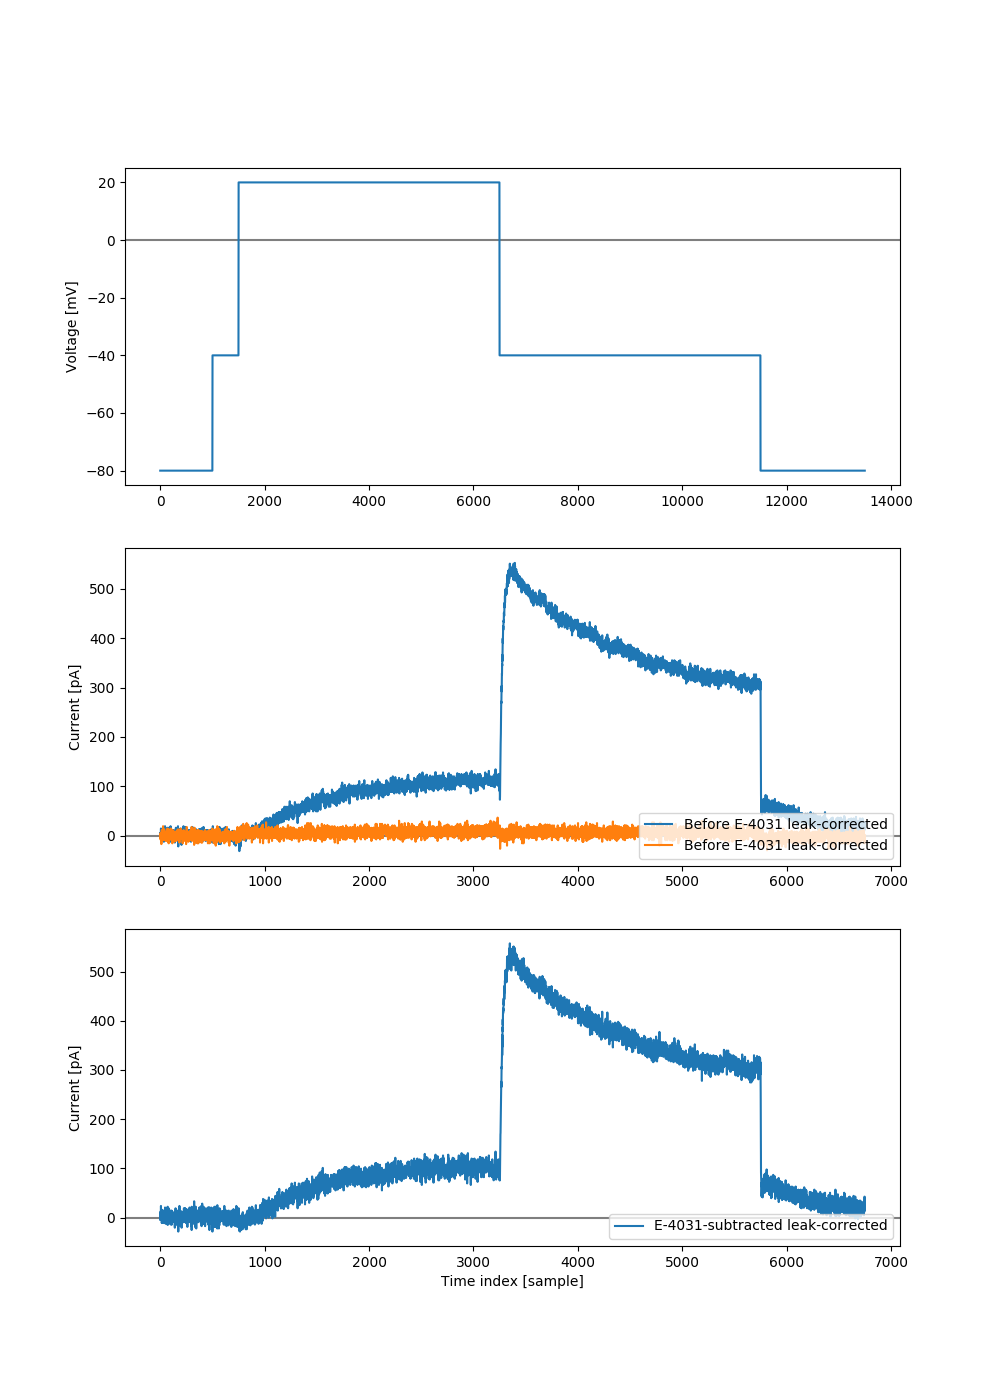 20
0
−20
−40
−60
−80
Voltage [mV]
0 2000 4000 6000 8000 10000 12000 14000
500
400
300
200
100
0
Current [pA]
Before E-4031 leak-corrected
Before E-4031 leak-corrected
0 1000 2000 3000 4000 5000 6000 7000
500
400
300
200
100
0
Current [pA]
E-4031-subtracted leak-corrected
0 1000 2000 3000 4000 5000 6000 7000
Time index [sample]